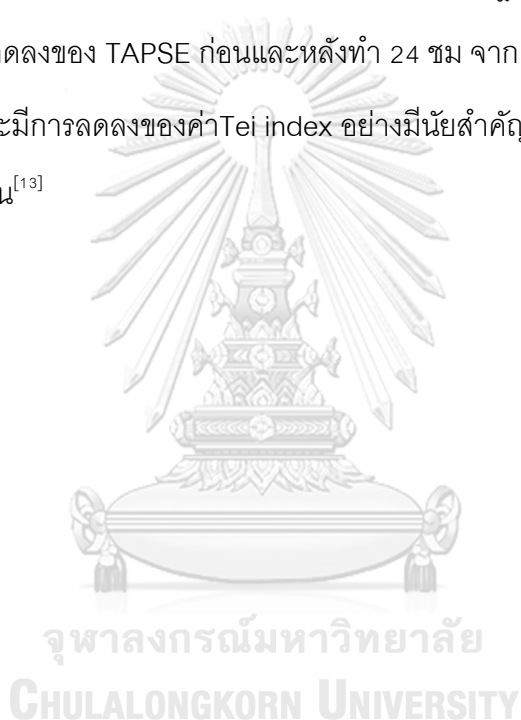 ดลงของ TAPSE ก่อนและหลังทำ 24 ชม จาก
ะมีการลดลงของค่าTei index อย่างมีนัยสำคัญ
น[13]
จุฬาลงกรณ์มหาวิทยาลัย
CHULALONGKORN UNIVERSITY